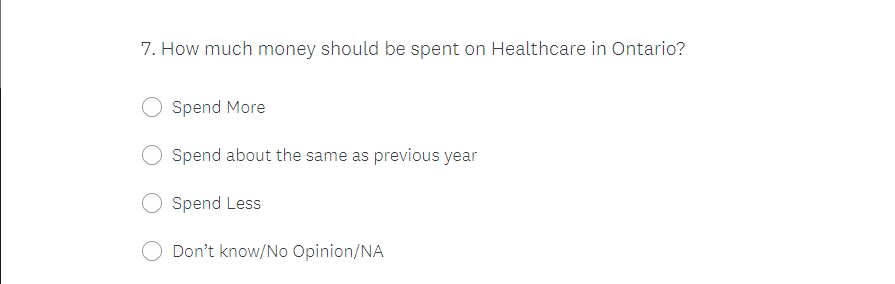 7. How much money should be spent on Healthcare in Ontario?
Spend More
Spend about the same as previous year
Spend Less
Don’t know/No Opinion/NA